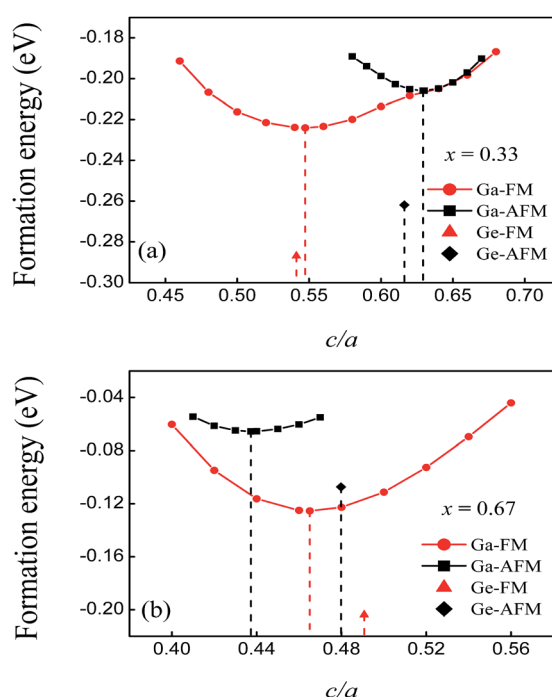 -0.18
-0.20
-0.22
-0.24
-0.26
-0.28
-0.30
Formation energy (eV)
(a)
x = 0.33
Ga-FM
Ga-AFM
Ge-FM
Ge-AFM
0.45 0.50 0.55 0.60 0.65 0.70
c/a
-0.04
-0.08
-0.12
-0.16
-0.20
Formation energy (eV)
(b)
x = 0.67
Ga-FM
Ga-AFM
Ge-FM
Ge-AFM
0.40 0.44 0.48 0.52 0.56
c/a